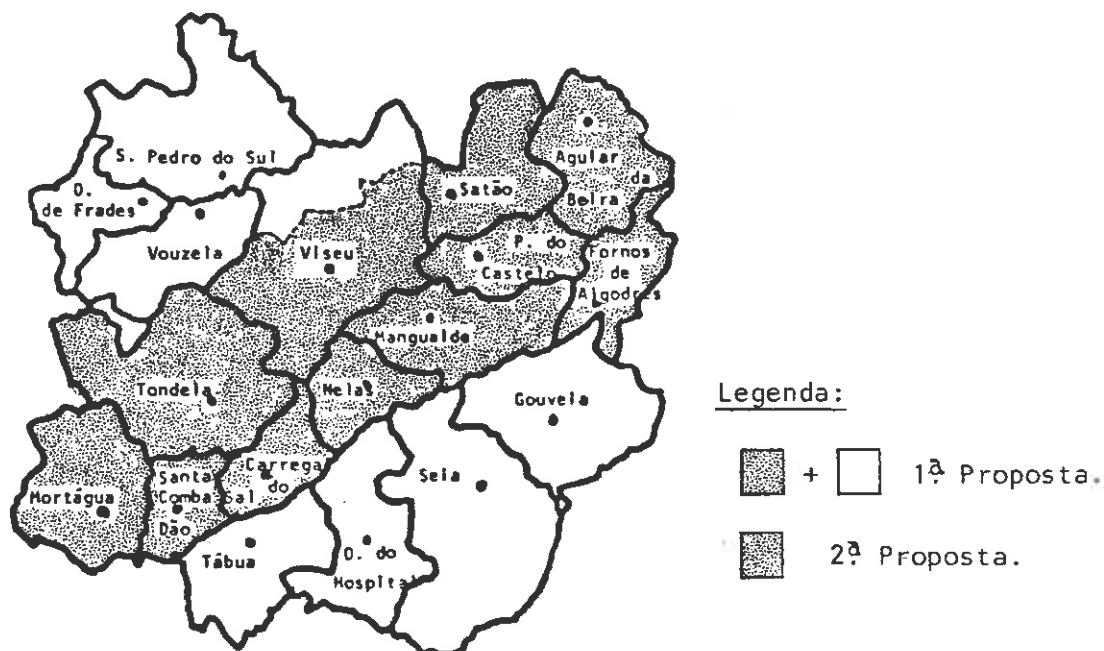 S. Pedro do Sul
O.
de Frades
Vouzela
Viseu
Satão
Aguiar
da
Beira
P. do
Castelo
Fornos
de
Algodres
Mangualde
Nelas
Tondela
Gouveia
Seia
Carrega
do
Sal
Santa
Comba
Dão
Mortágua
Tábua
O. do
Hospital
Legenda:
+ 1ª Proposta.
2ª Proposta.